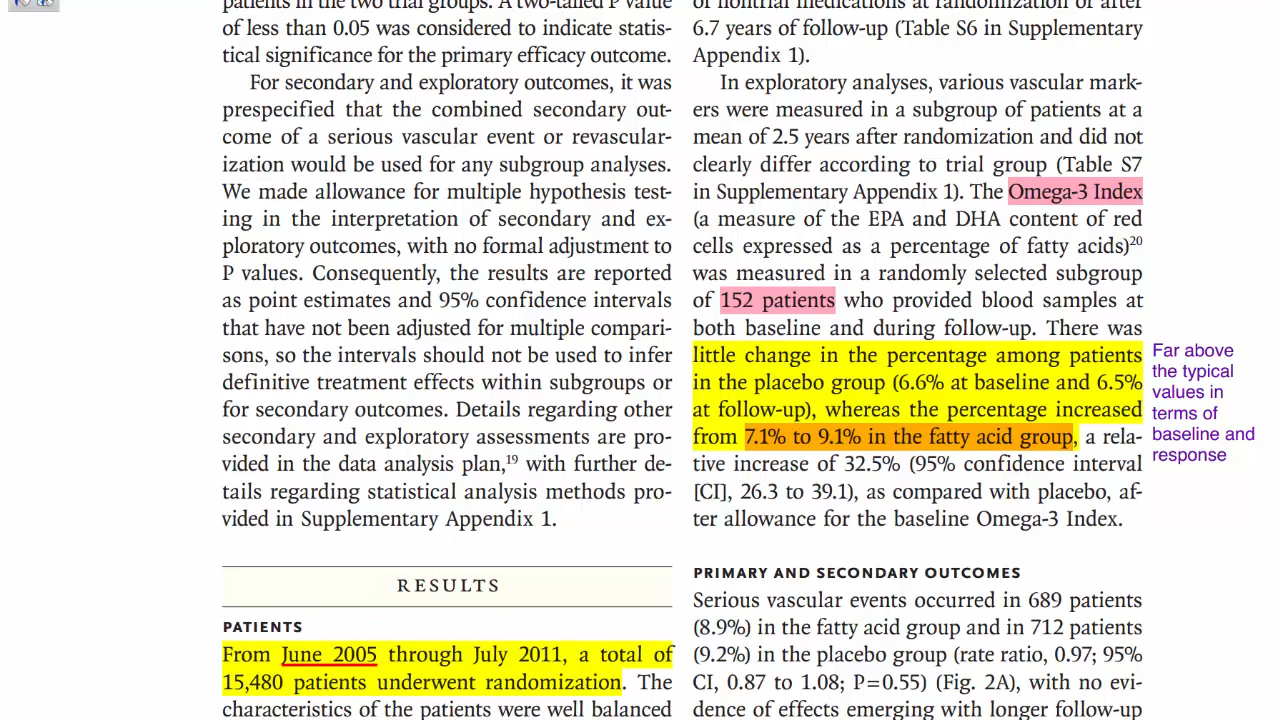 patients in the two trial groups. A two-tailed P value
of less than 0.05 was considered to indicate statis-
tical significance for the primary efficacy outcome.
For secondary and exploratory outcomes, it was
prespecified that the combined secondary out-
come of a serious vascular event or revascular-
ization would be used for any subgroup analyses.
We made allowance for multiple hypothesis test-
ing in the interpretation of secondary and ex-
ploratory outcomes, with no formal adjustment to
P values. Consequently, the results are reported
as point estimates and 95% confidence intervals
that have not been adjusted for multiple compari-
sons, so the intervals should not be used to infer
definitive treatment effects within subgroups or
for secondary outcomes. Details regarding other
secondary and exploratory assessments are pro-
vided in the data analysis plan,19 with further de-
tails regarding statistical analysis methods pro-
vided in Supplementary Appendix 1.
RESULTS
PATIENTS
From June 2005 through July 2011, a total of
15,480 patients underwent randomization. The
characteristics of the patients were well balanced
of nontrial medications at randomization or after
6.7 years of follow-up (Table S6 in Supplementary
Appendix 1).
In exploratory analyses, various vascular mark-
ers were measured in a subgroup of patients at a
mean of 2.5 years after randomization and did not
clearly differ according to trial group (Table S7
in Supplementary Appendix 1). The Omega-3 Index
(a measure of the EPA and DHA content of red
cells expressed as a percentage of fatty acids)20
was measured in a randomly selected subgroup
of 152 patients who provided blood samples at
both baseline and during follow-up. There was
little change in the percentage among patients
in the placebo group (6.6% at baseline and 6.5%
at follow-up), whereas the percentage increased
from 7.1% to 9.1% in the fatty acid group, a rela-
tive increase of 32.5% (95% confidence interval
[CI], 26.3 to 39.1), as compared with placebo, af-
ter allowance for the baseline Omega-3 Index.
PRIMARY AND SECONDARY OUTCOMES
Serious vascular events occurred in 689 patients
(8.9%) in the fatty acid group and in 712 patients
(9.2%) in the placebo group (rate ratio, 0.97; 95%
CI, 0.87 to 1.08; P=0.55) (Fig. 2A), with no evi-
dence of effects emerging with longer follow-up
Far above
the typical
values in
terms of
baseline and
response